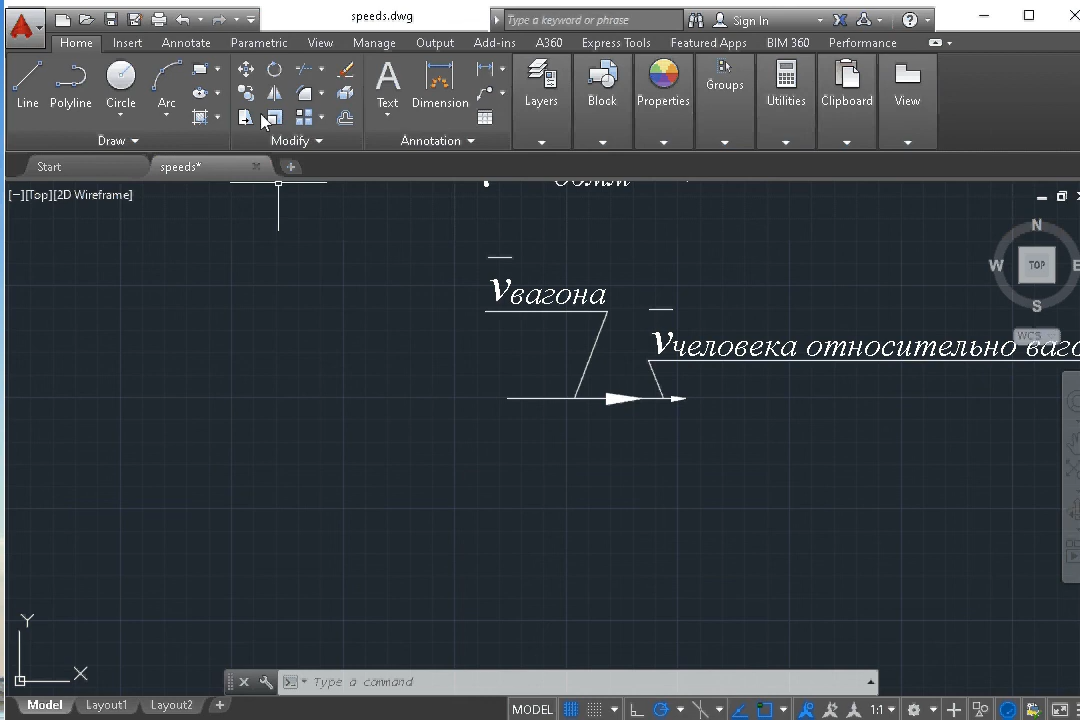 speeds.dwg
Type a keyword or phrase
Sign In
Home Insert Annotate Parametric View Manage Output Add-ins A360 Express Tools Featured Apps BIM 360 Performance
Line Polyline Circle Arc Text Dimension Layers Block Properties Groups Utilities Clipboard View
Draw Modify Annotation
Start speeds*
[−][Top][2D Wireframe]
N
vвагона
W TOP E
S
vчеловека относительно ваго
WCS
Y
X
Type a command
Model Layout1 Layout2
MODEL 1:1